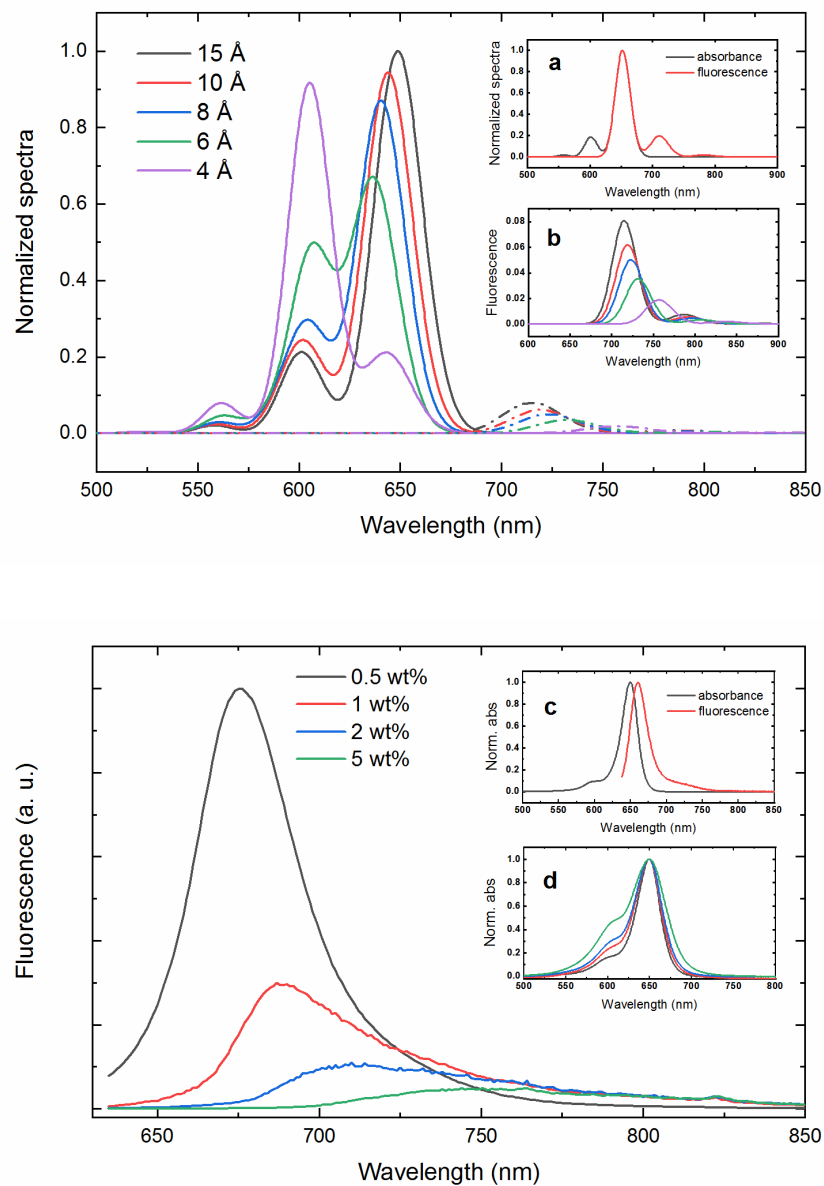 15 Å
10 Å
8 Å
6 Å
4 Å
Normalized spectra
1.0
0.8
0.6
0.4
0.2
0.0
500 550 600 650 700 750 800 850
Wavelength (nm)
a
absorbance
fluorescence
Normalized spectra
1.0
0.8
0.6
0.4
0.2
0.0
500 550 600 650 700 750 800 850 900
Wavelength (nm)
b
Fluorescence
0.08
0.06
0.04
0.02
0.00
600 650 700 750 800 850 900
Wavelength (nm)
0.5 wt%
1 wt%
2 wt%
5 wt%
Fluorescence (a. u.)
650 700 750 800 850
Wavelength (nm)
c
absorbance
fluorescence
Norm. abs
1.0
0.8
0.6
0.4
0.2
0.0
500 550 600 650 700 750 800 850
Wavelength (nm)
d
Norm. abs
1.0
0.8
0.6
0.4
0.2
0.0
500 550 600 650 700 750 800
Wavelength (nm)